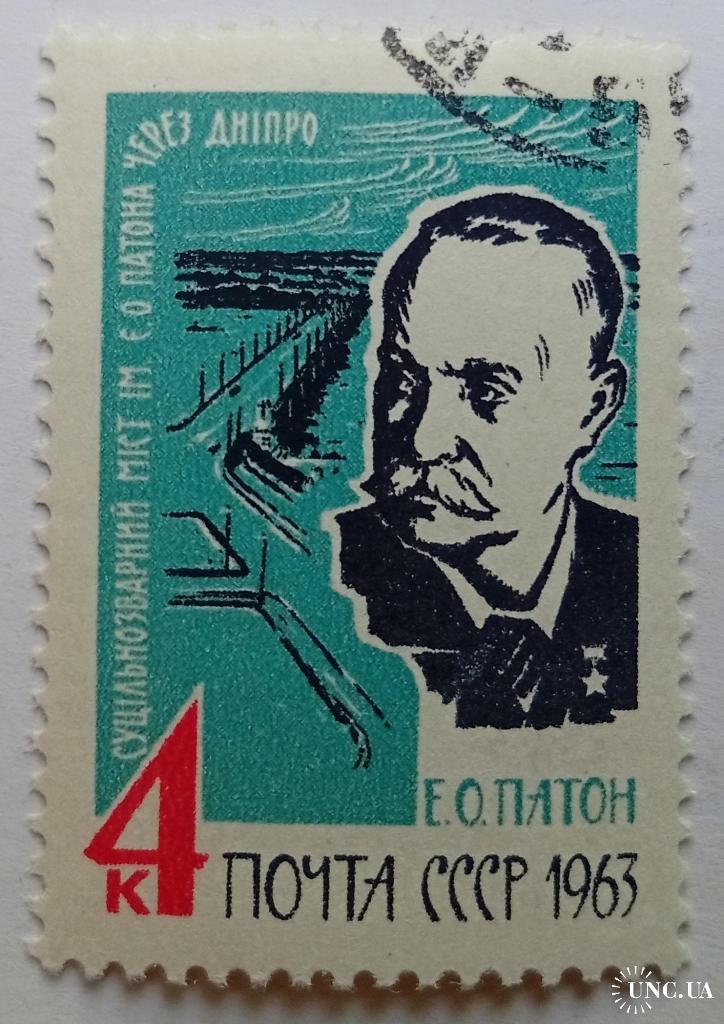 СУЦІЛЬНОЗВАРНИЙ МІСТ ІМ. Є.О ПАТОНА ЧЕРЕЗ ДНІПРО
Е.О.ПАТОН
4
К
ПОЧТА СССР 1963
UNC.UA